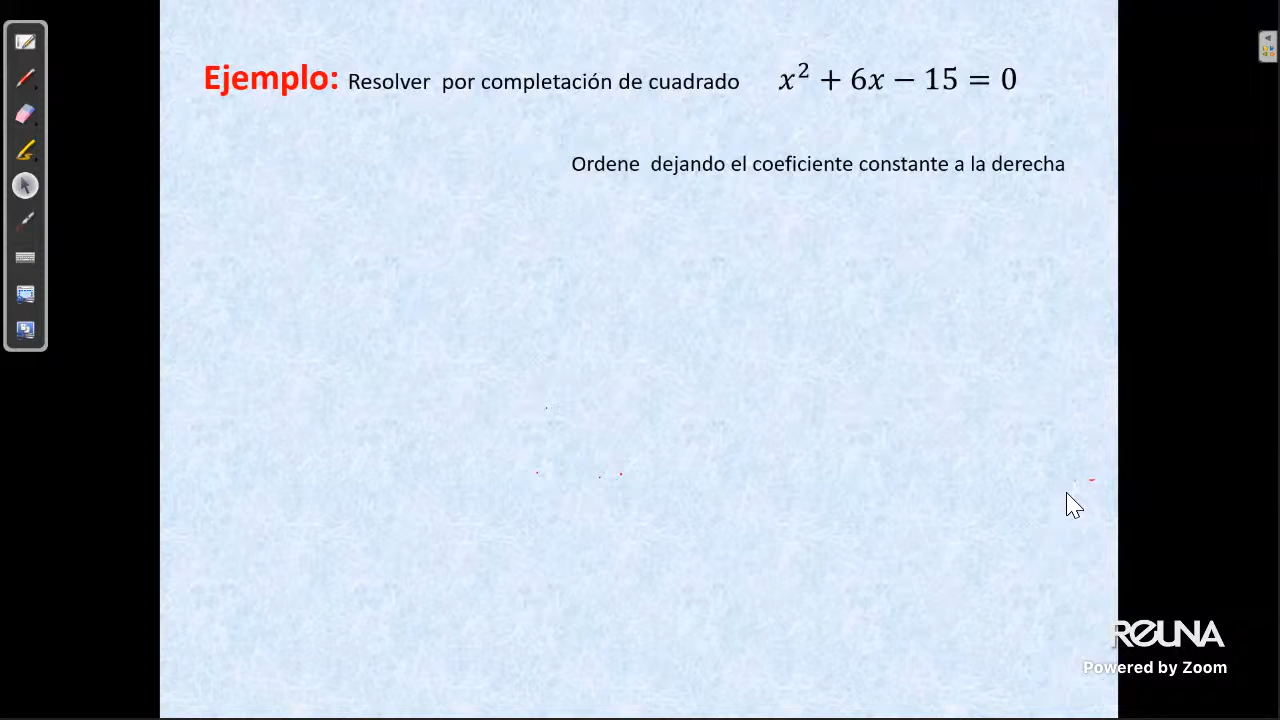 Ejemplo: Resolver por completación de cuadrado x² + 6x − 15 = 0
Ordene dejando el coeficiente constante a la derecha
REUNA
Powered by Zoom